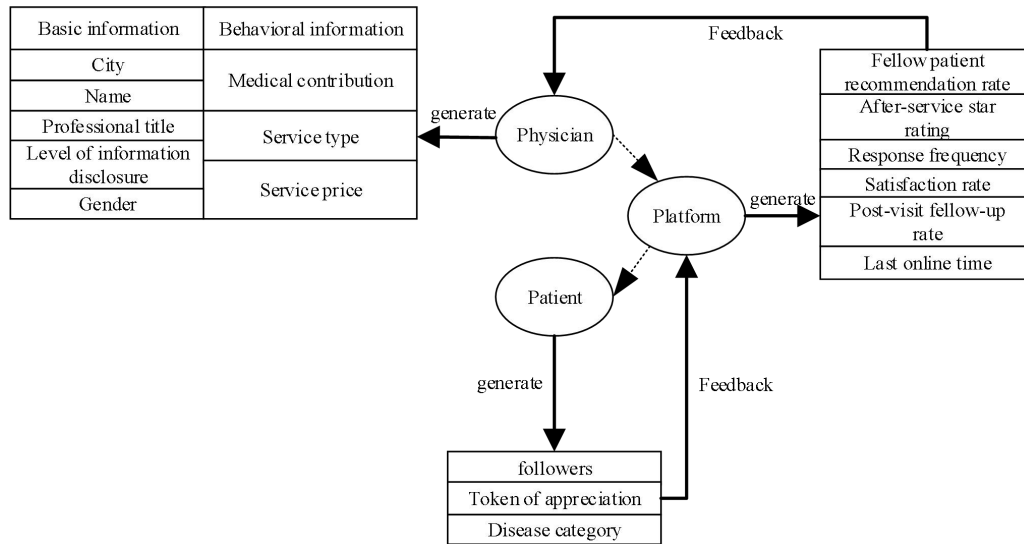 Basic information
Behavioral information
City
Name
Medical contribution
Professional title
Level of information
disclosure
Gender
Service type
Service price
generate
Physician
Feedback
Fellow patient
recommendation rate
After-service star
rating
Response frequency
Satisfaction rate
Post-visit fellow-up
rate
Last online time
Platform
generate
Patient
generate
Feedback
followers
Token of appreciation
Disease category